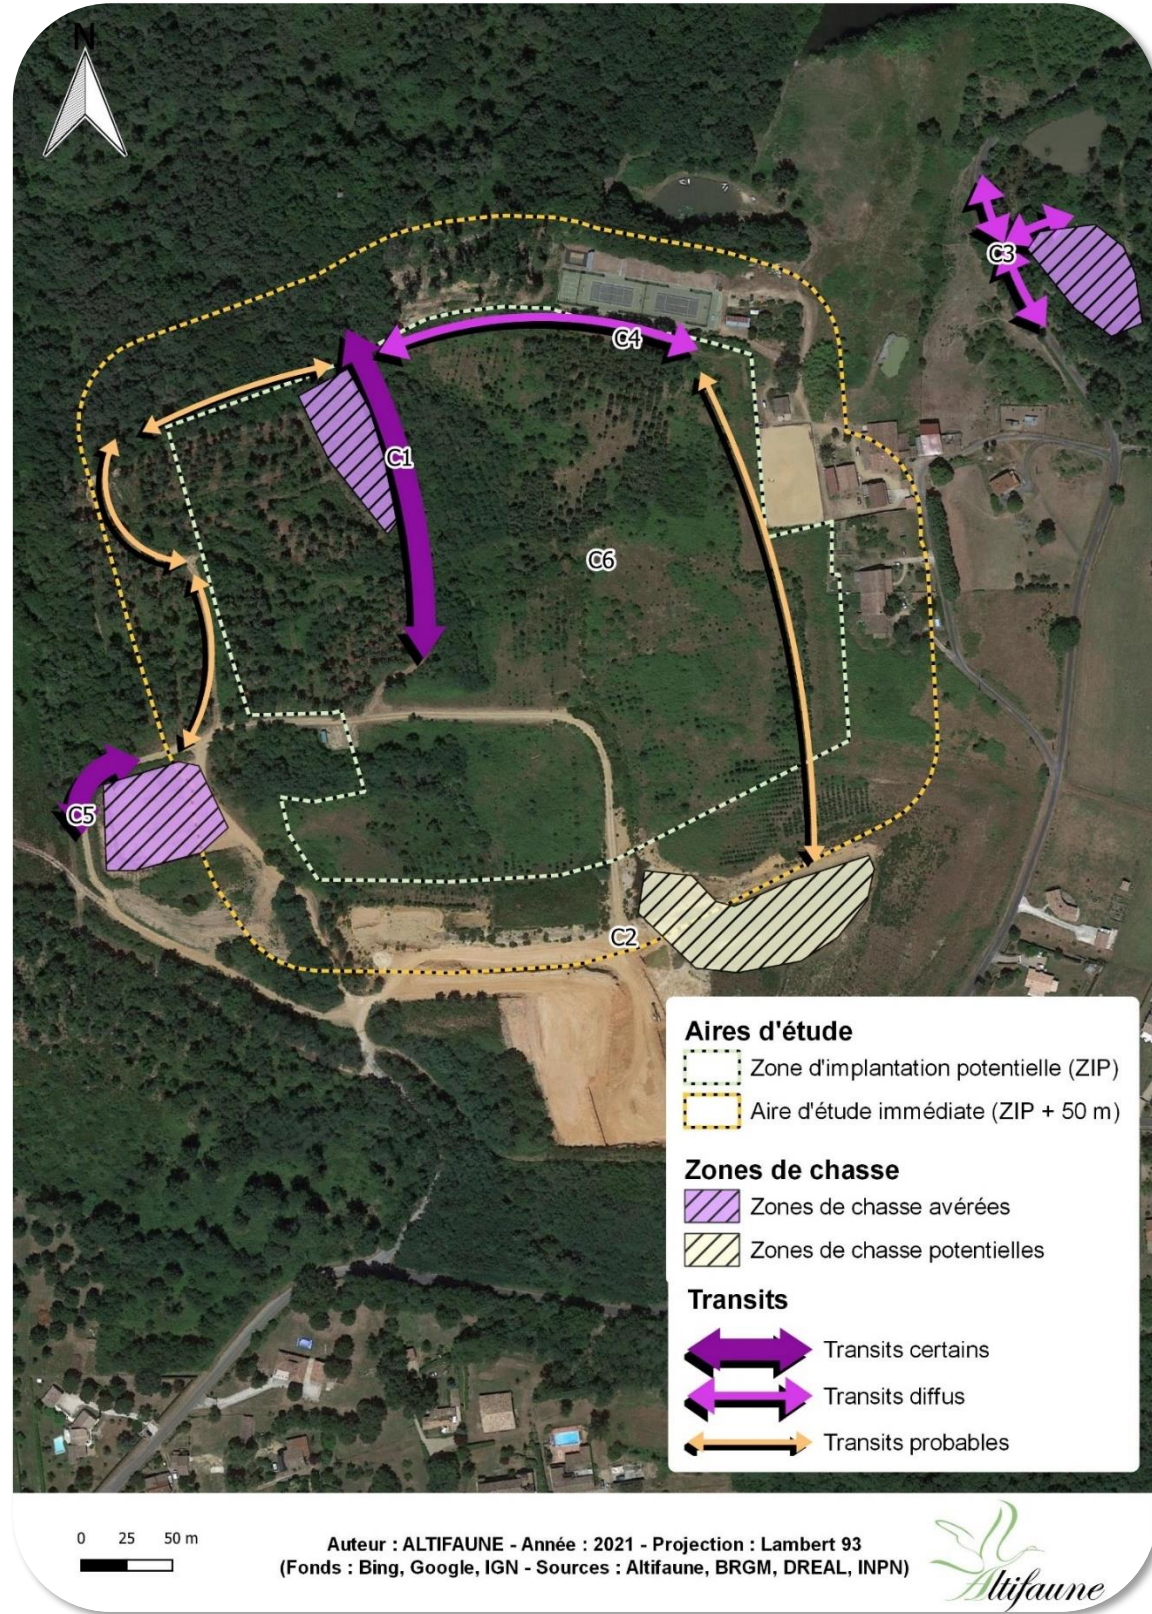 N
C3
C4
C1
C6
C5
C2
Aires d'étude
Zone d'implantation potentielle (ZIP)
Aire d'étude immédiate (ZIP + 50 m)
Zones de chasse
Zones de chasse avérées
Zones de chasse potentielles
Transits
Transits certains
Transits diffus
Transits probables
0 25 50 m
Auteur : ALTIFAUNE - Année : 2021 - Projection : Lambert 93
(Fonds : Bing, Google, IGN - Sources : Altifaune, BRGM, DREAL, INPN)
Altifaune